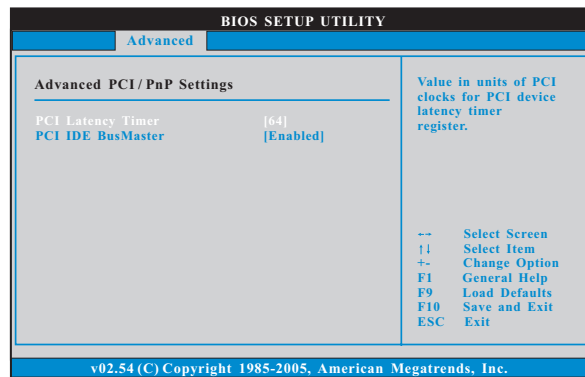 BIOS SETUP UTILITY
Advanced
Advanced PCI / PnP Settings
PCI Latency Timer [64]
PCI IDE BusMaster [Enabled]
Value in units of PCI
clocks for PCI device
latency timer
register.
←→ Select Screen
↑↓ Select Item
+- Change Option
F1 General Help
F9 Load Defaults
F10 Save and Exit
ESC Exit
v02.54 (C) Copyright 1985-2005, American Megatrends, Inc.